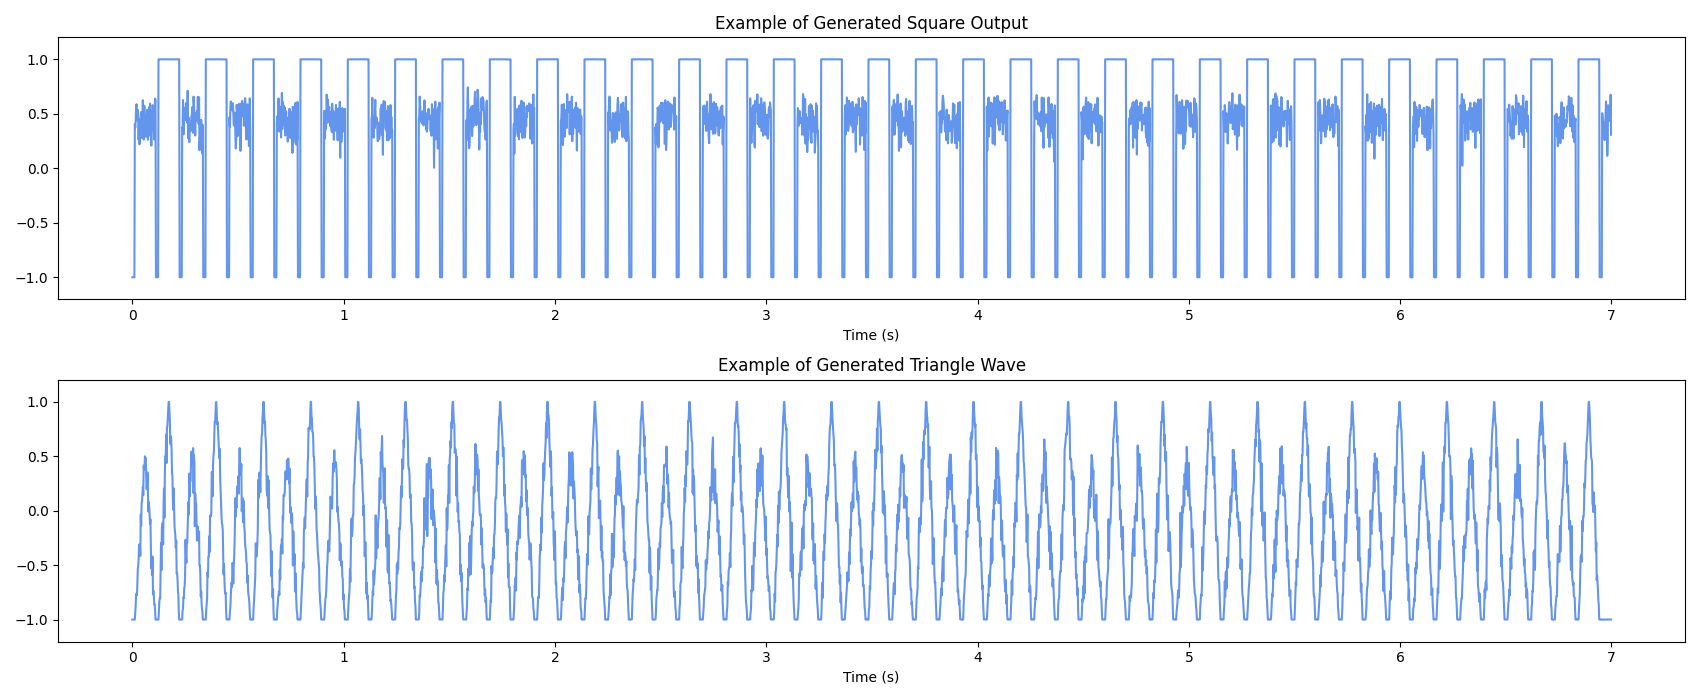 Example of Generated Square Output
1.0
0.5
0.0
−0.5
−1.0
0 1 2 3 4 5 6 7
Time (s)
Example of Generated Triangle Wave
1.0
0.5
0.0
−0.5
−1.0
0 1 2 3 4 5 6 7
Time (s)